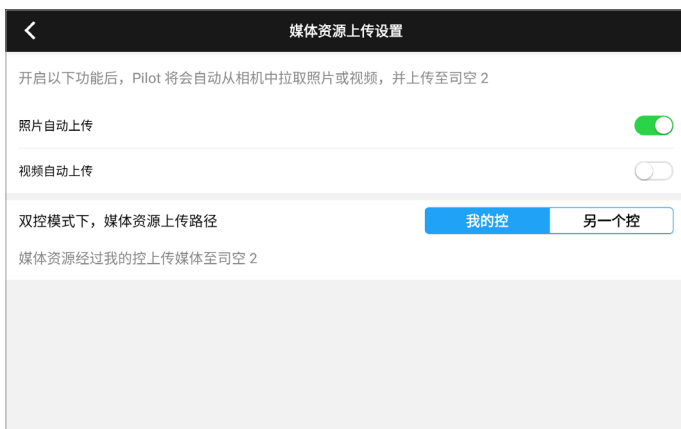 媒体资源上传设置
开启以下功能后，Pilot 将会自动从相机中拉取照片或视频，并上传至司空 2
照片自动上传
视频自动上传
双控模式下，媒体资源上传路径 我的控 另一个控
媒体资源经过我的控上传媒体至司空 2